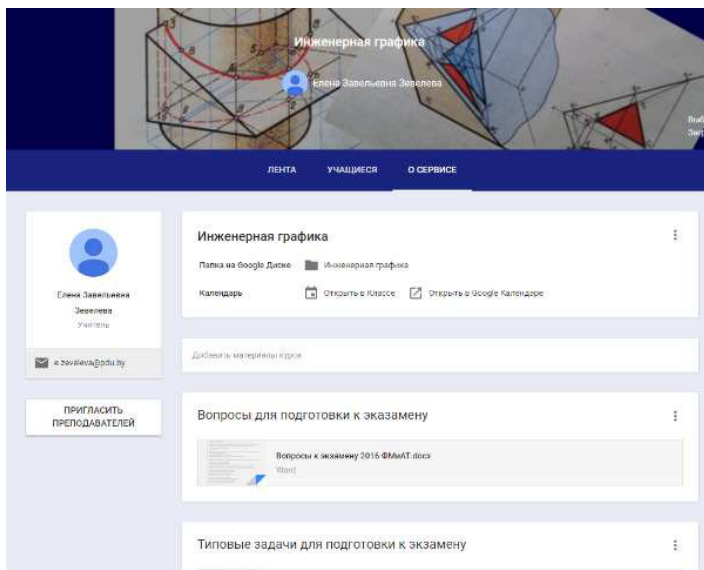 Инженерная графика
Елена Завельевна Зевелева
ЛЕНТА УЧАЩИЕСЯ О СЕРВИСЕ
Елена Завельевна
Зевелева
Учитель
e.zeveleva@pdu.by
ПРИГЛАСИТЬ
ПРЕПОДАВАТЕЛЕЙ
Инженерная графика
Папка на Google Диске Инженерная графика
Календарь Открыть в Классе Открыть в Google Календаре
Добавить материалы курса
Вопросы для подготовки к эказамену
Вопросы к экзамену 2016 ФМиАТ.docx
Word
Типовые задачи для подготовки к экзамену